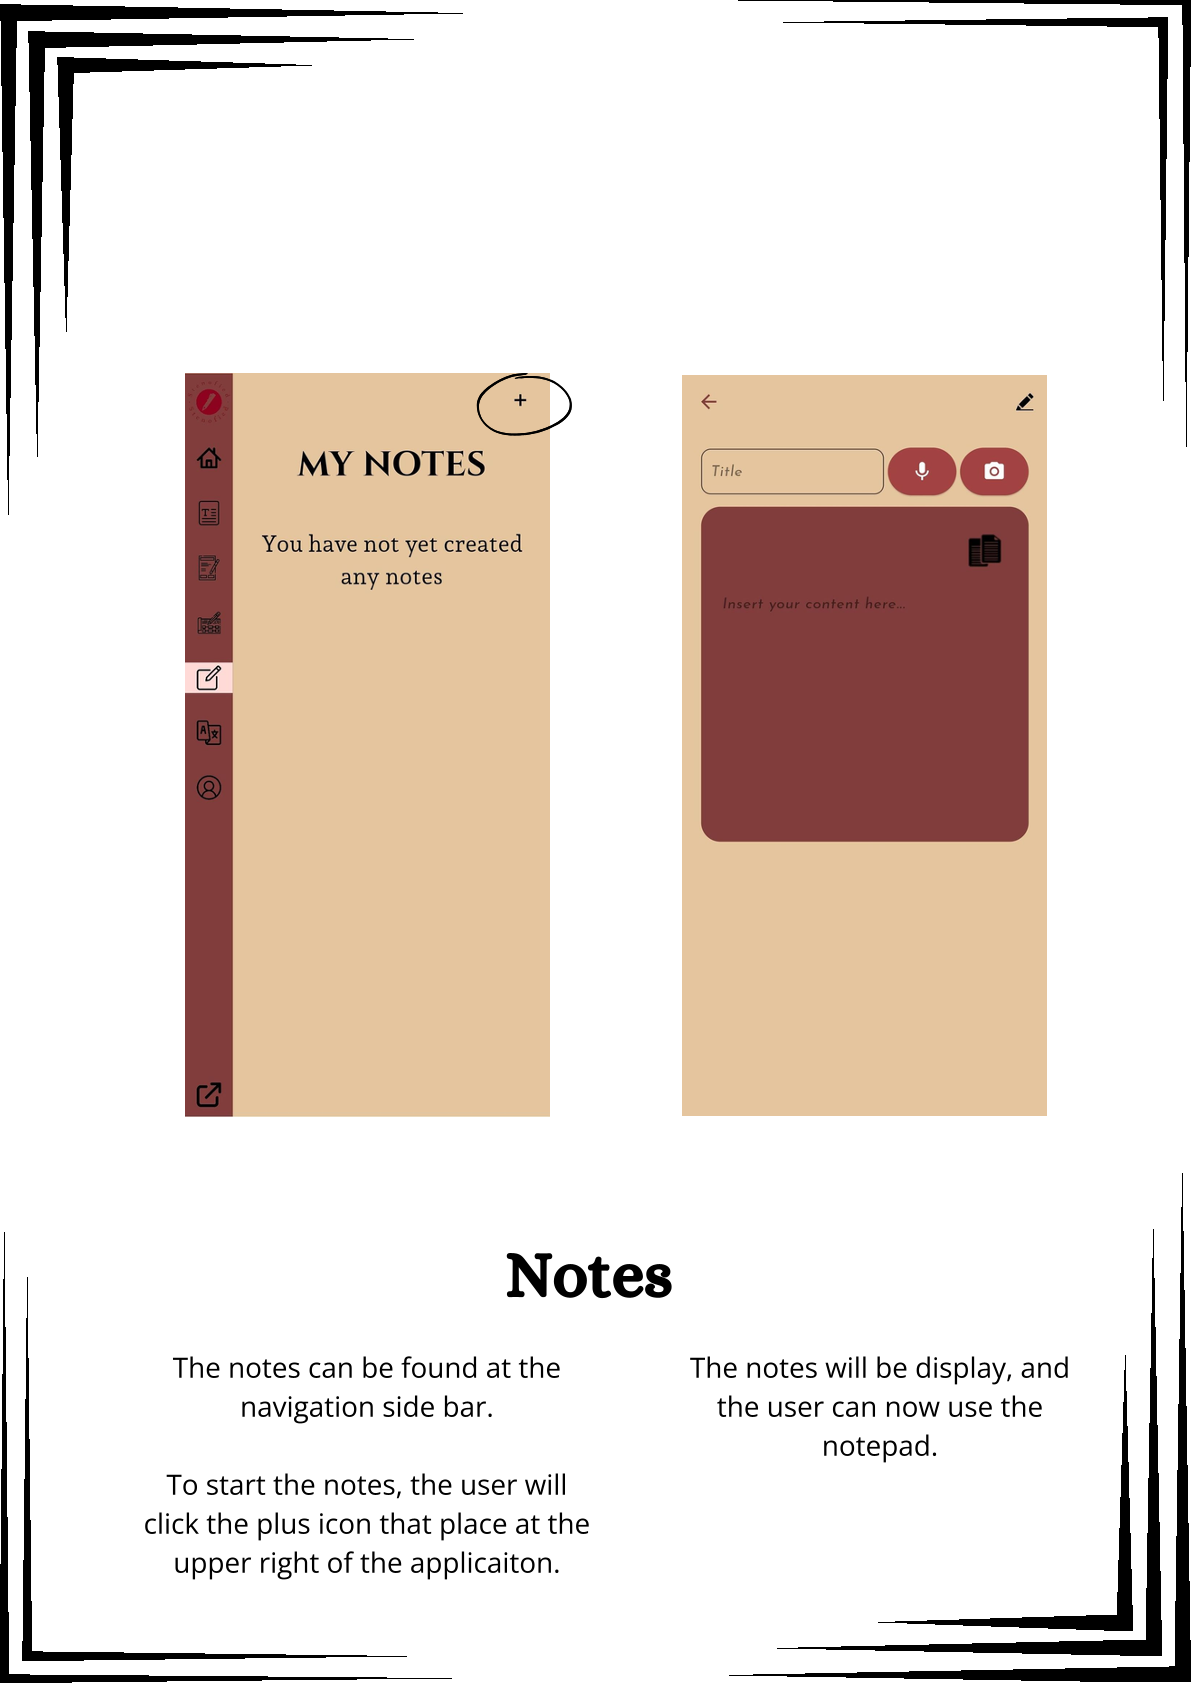 MY NOTES
You have not yet created
any notes
Title
Insert your content here...
Notes
The notes can be found at the
navigation side bar.
To start the notes, the user will
click the plus icon that place at the
upper right of the applicaiton.
The notes will be display, and
the user can now use the
notepad.